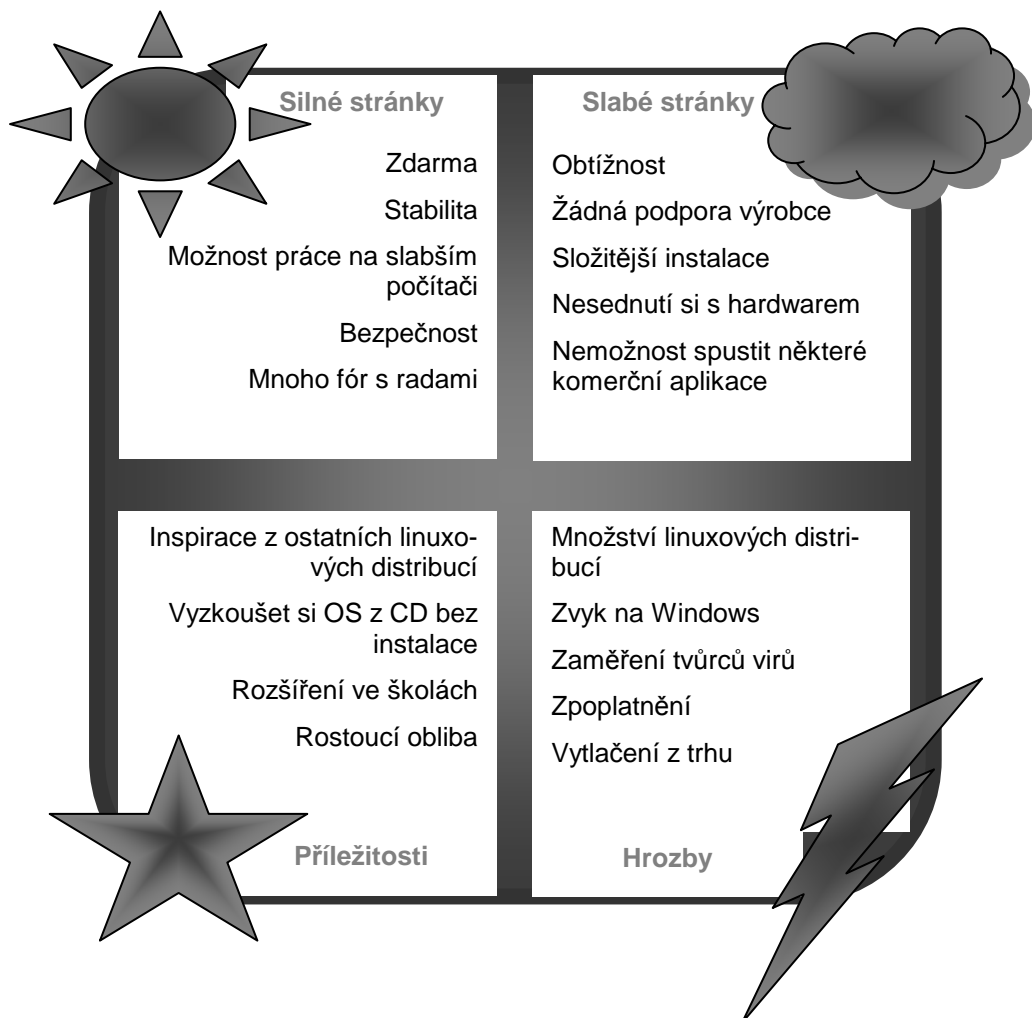 Silné stránky
Zdarma
Stabilita
Možnost práce na slabším
počítači
Bezpečnost
Mnoho fór s radami
Slabé stránky
Obtížnost
Žádná podpora výrobce
Složitější instalace
Nesednutí si s hardwarem
Nemožnost spustit některé
komerční aplikace
Inspirace z ostatních linuxo-
vých distribucí
Vyzkoušet si OS z CD bez
instalace
Rozšíření ve školách
Rostoucí obliba
Příležitosti
Množství linuxových distri-
bucí
Zvyk na Windows
Zaměření tvůrců virů
Zpoplatnění
Vytlačení z trhu
Hrozby